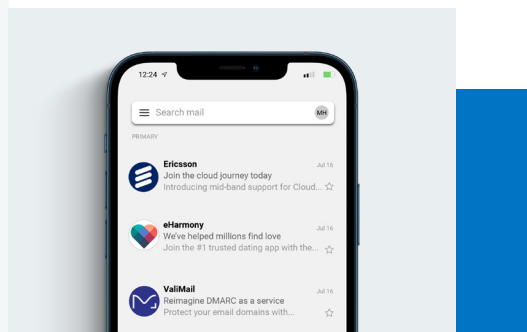 12:24
Search mail
MH
PRIMARY
Ericsson
Jul 16
Join the cloud journey today
Introducing mid-band support for Cloud...
eHarmony
Jul 16
We've helped millions find love
Join the #1 trusted dating app with the...
ValiMail
Jul 16
Reimagine DMARC as a service
Protect your email domains with...